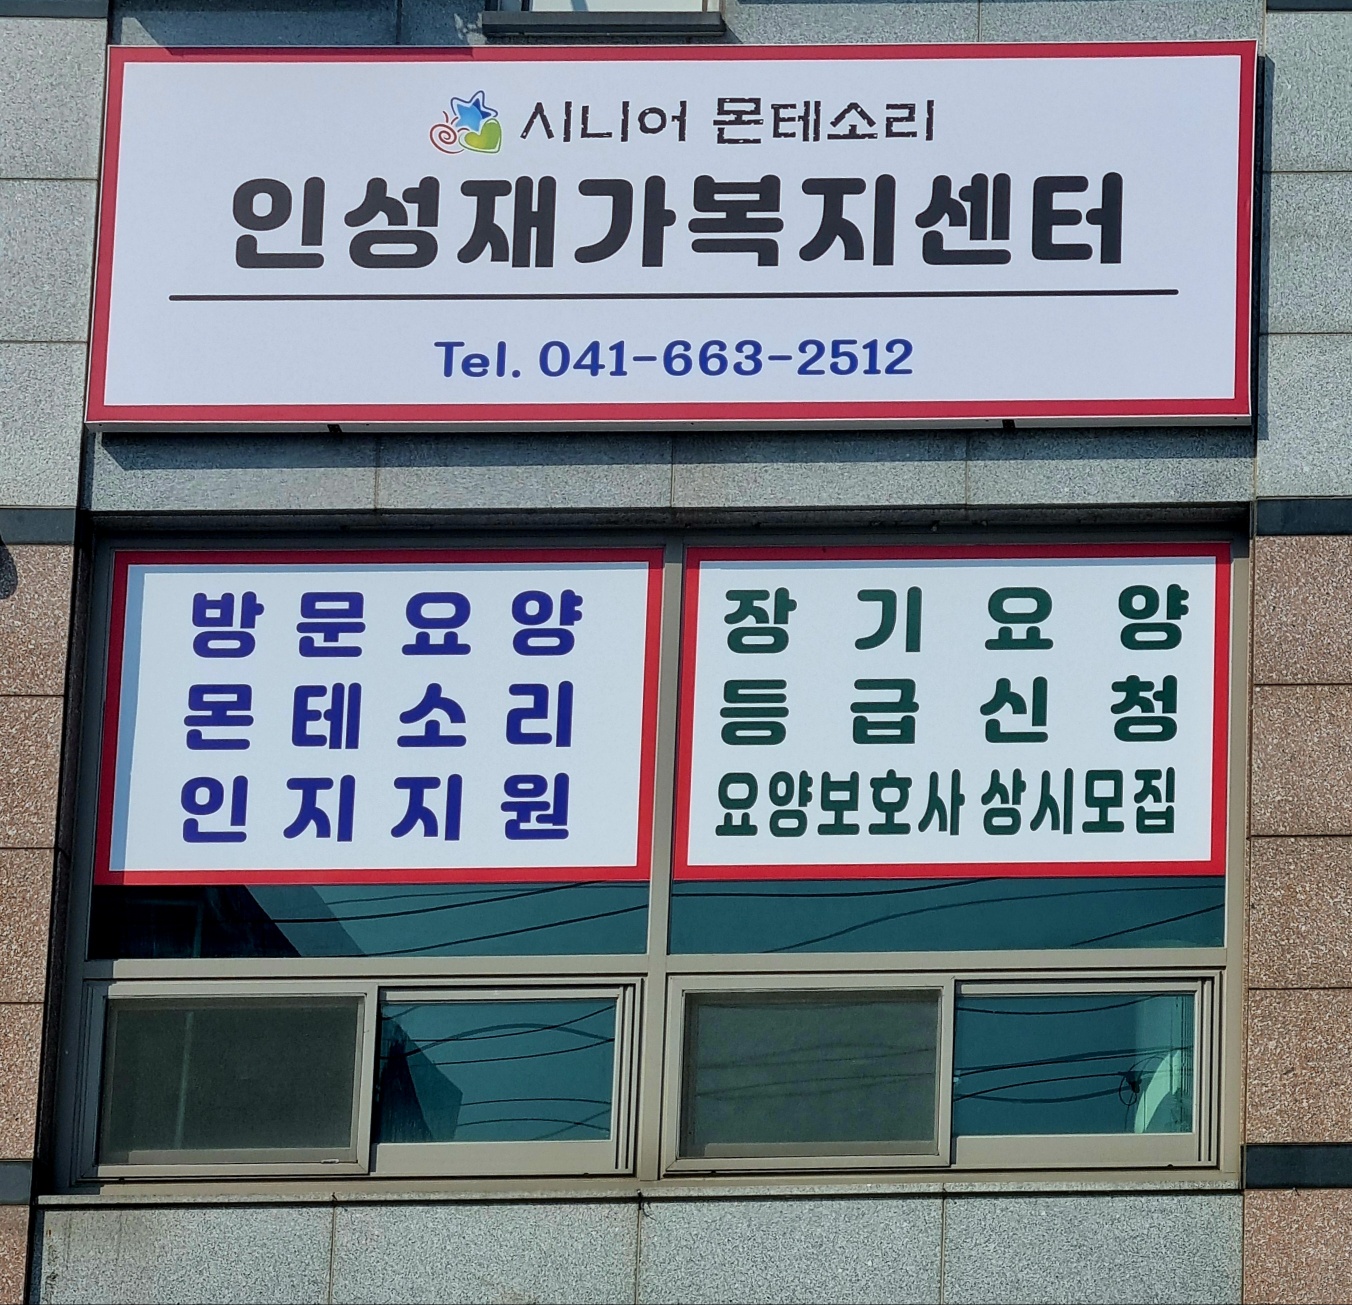 시니어 몬테소리
인성재가복지센터
Tel. 041-663-2512
방문요양
몬테소리
인지지원
장기요양
등급신청
요양보호사 상시모집